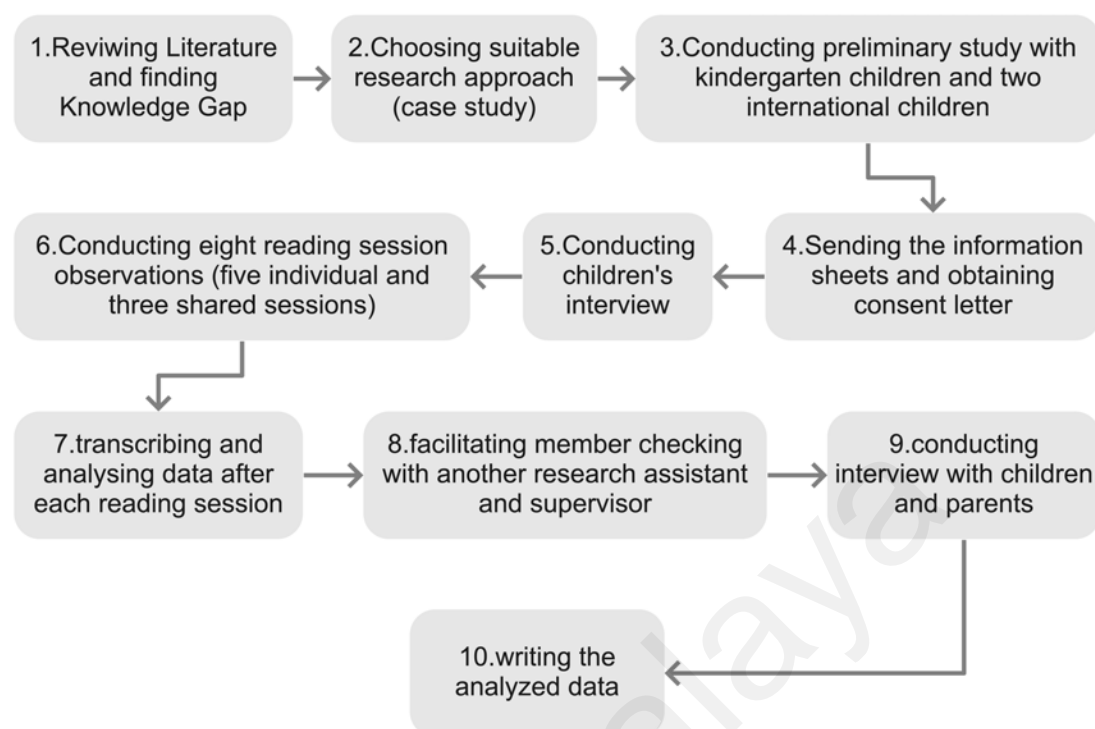 1.Reviwing Literature
and finding
Knowledge Gap
2.Choosing suitable
research approach
(case study)
3.Conducting preliminary study with
kindergarten children and two
international children
4.Sending the information
sheets and obtaining
consent letter
5.Conducting
children's
interview
6.Conducting eight reading session
observations (five individual and
three shared sessions)
7.transcribing and
analysing data after
each reading session
8.facilitating member checking
with another research assistant
and supervisor
9.conducting
interview with children
and parents
10.writing the
analyzed data
alaya